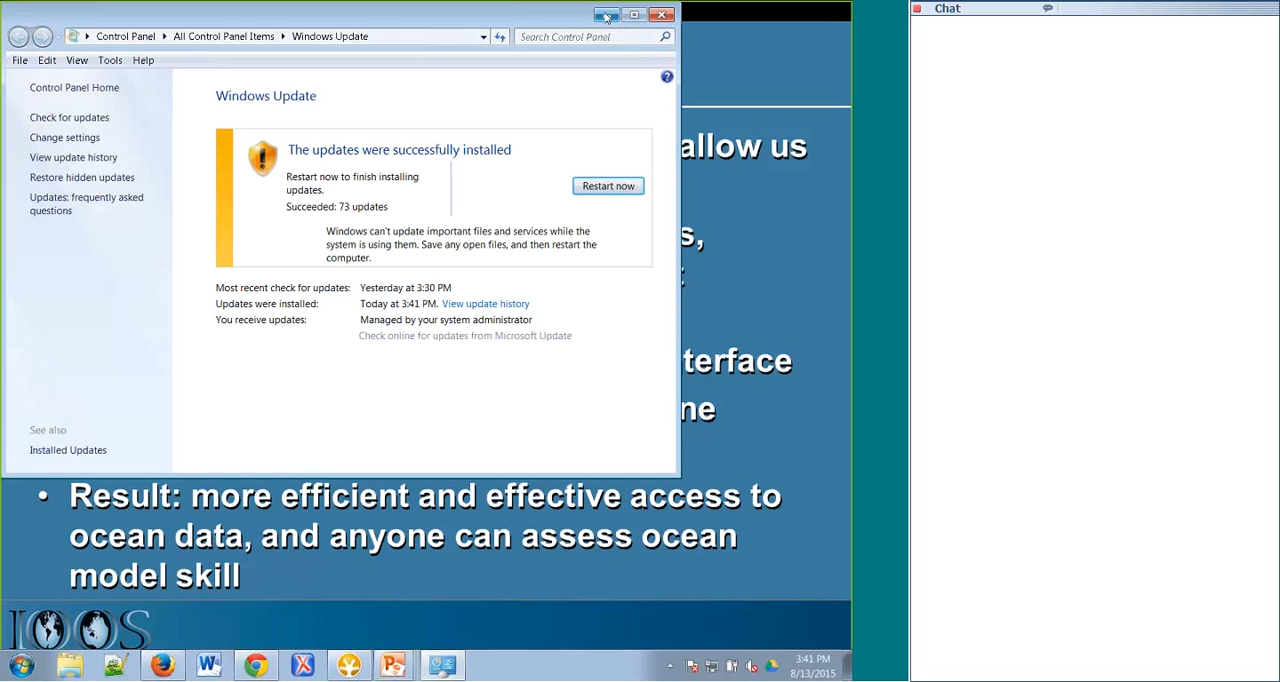 Chat
Control Panel
All Control Panel Items
Windows Update
Search Control Panel
File Edit View Tools Help
Control Panel Home
Check for updates
Change settings
View update history
Restore hidden updates
Updates: frequently asked
questions
See also
Installed Updates
Windows Update
The updates were successfully installed
Restart now to finish installing
updates.
Succeeded: 73 updates
Restart now
Windows can't update important files and services while the
system is using them. Save any open files, and then restart the
computer.
Most recent check for updates: Yesterday at 3:30 PM
Updates were installed: Today at 3:41 PM. View update history
You receive updates: Managed by your system administrator
Check online for updates from Microsoft Update
allow us
s,
terface
ne
• Result: more efficient and effective access to
ocean data, and anyone can assess ocean
model skill
IOOS
3:41 PM
8/13/2015